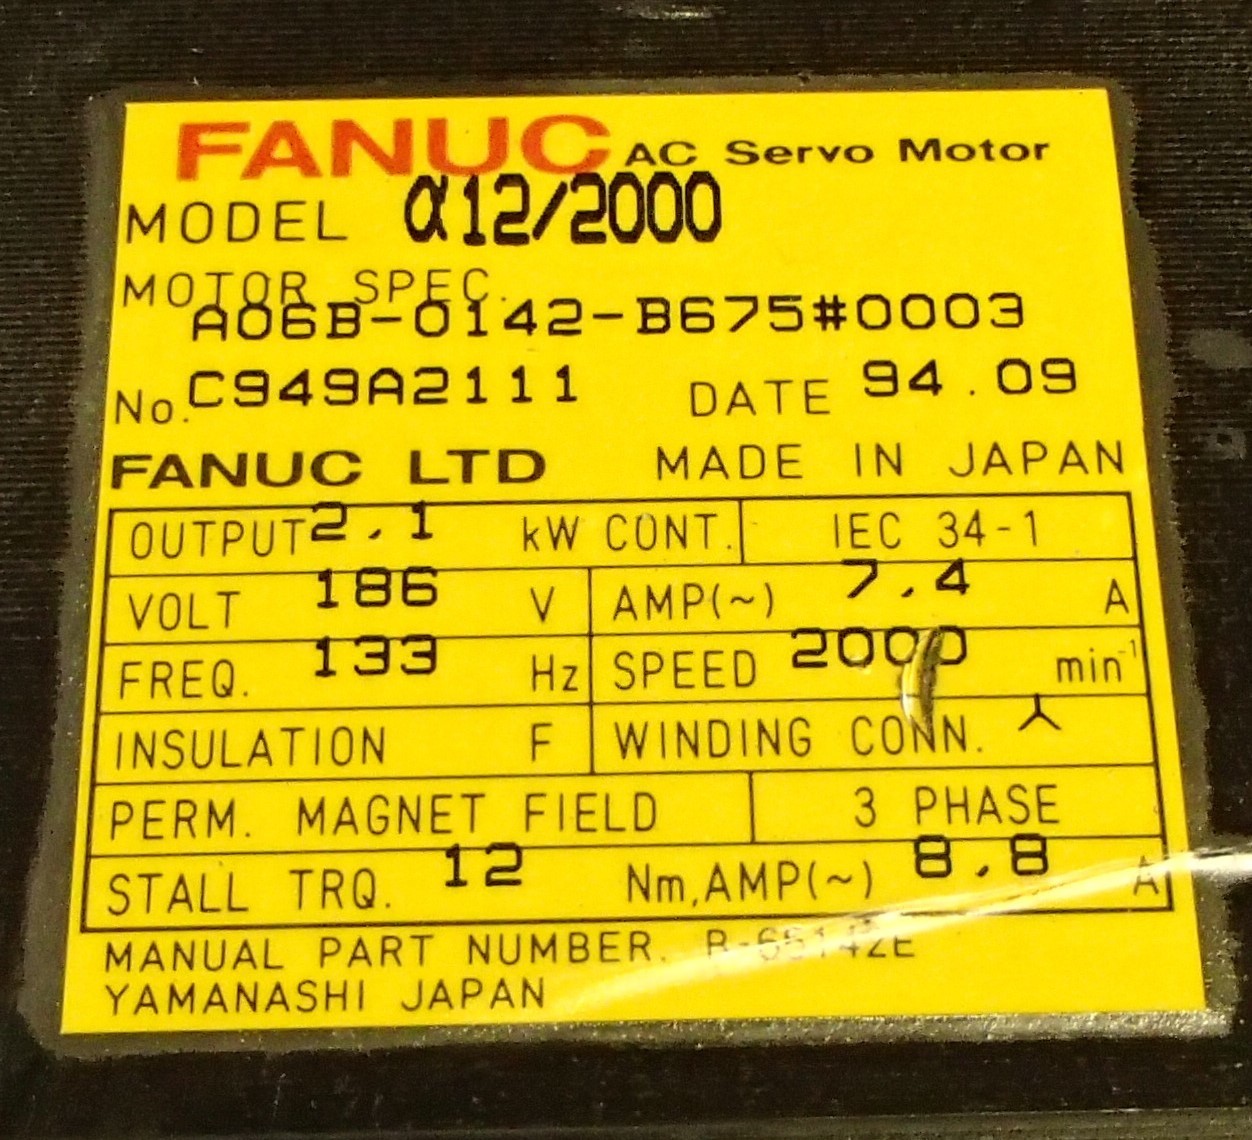 FANUC AC Servo Motor
MODEL α12/2000
MOTOR SPEC.
A06B-0142-B675#0003
No. C949A2111 DATE 94.09
FANUC LTD MADE IN JAPAN
OUTPUT 2.1 kW CONT. IEC 34-1
VOLT 186 V AMP(~) 7.4 A
FREQ. 133 Hz SPEED 2000 min⁻¹
INSULATION F WINDING CONN.
PERM. MAGNET FIELD 3 PHASE
STALL TRQ. 12 Nm, AMP(~) 8.8 A
MANUAL PART NUMBER. B-65142E
YAMANASHI JAPAN